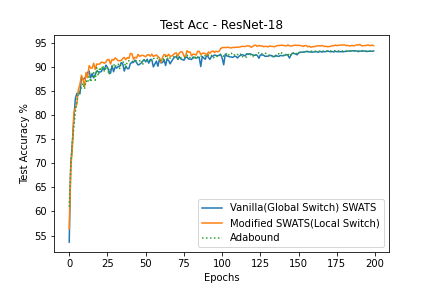 Test Acc - ResNet-18
Test Accuracy %
95
90
85
80
75
70
65
60
55
Vanilla(Global Switch) SWATS
Modified SWATS(Local Switch)
Adabound
0 25 50 75 100 125 150 175 200
Epochs